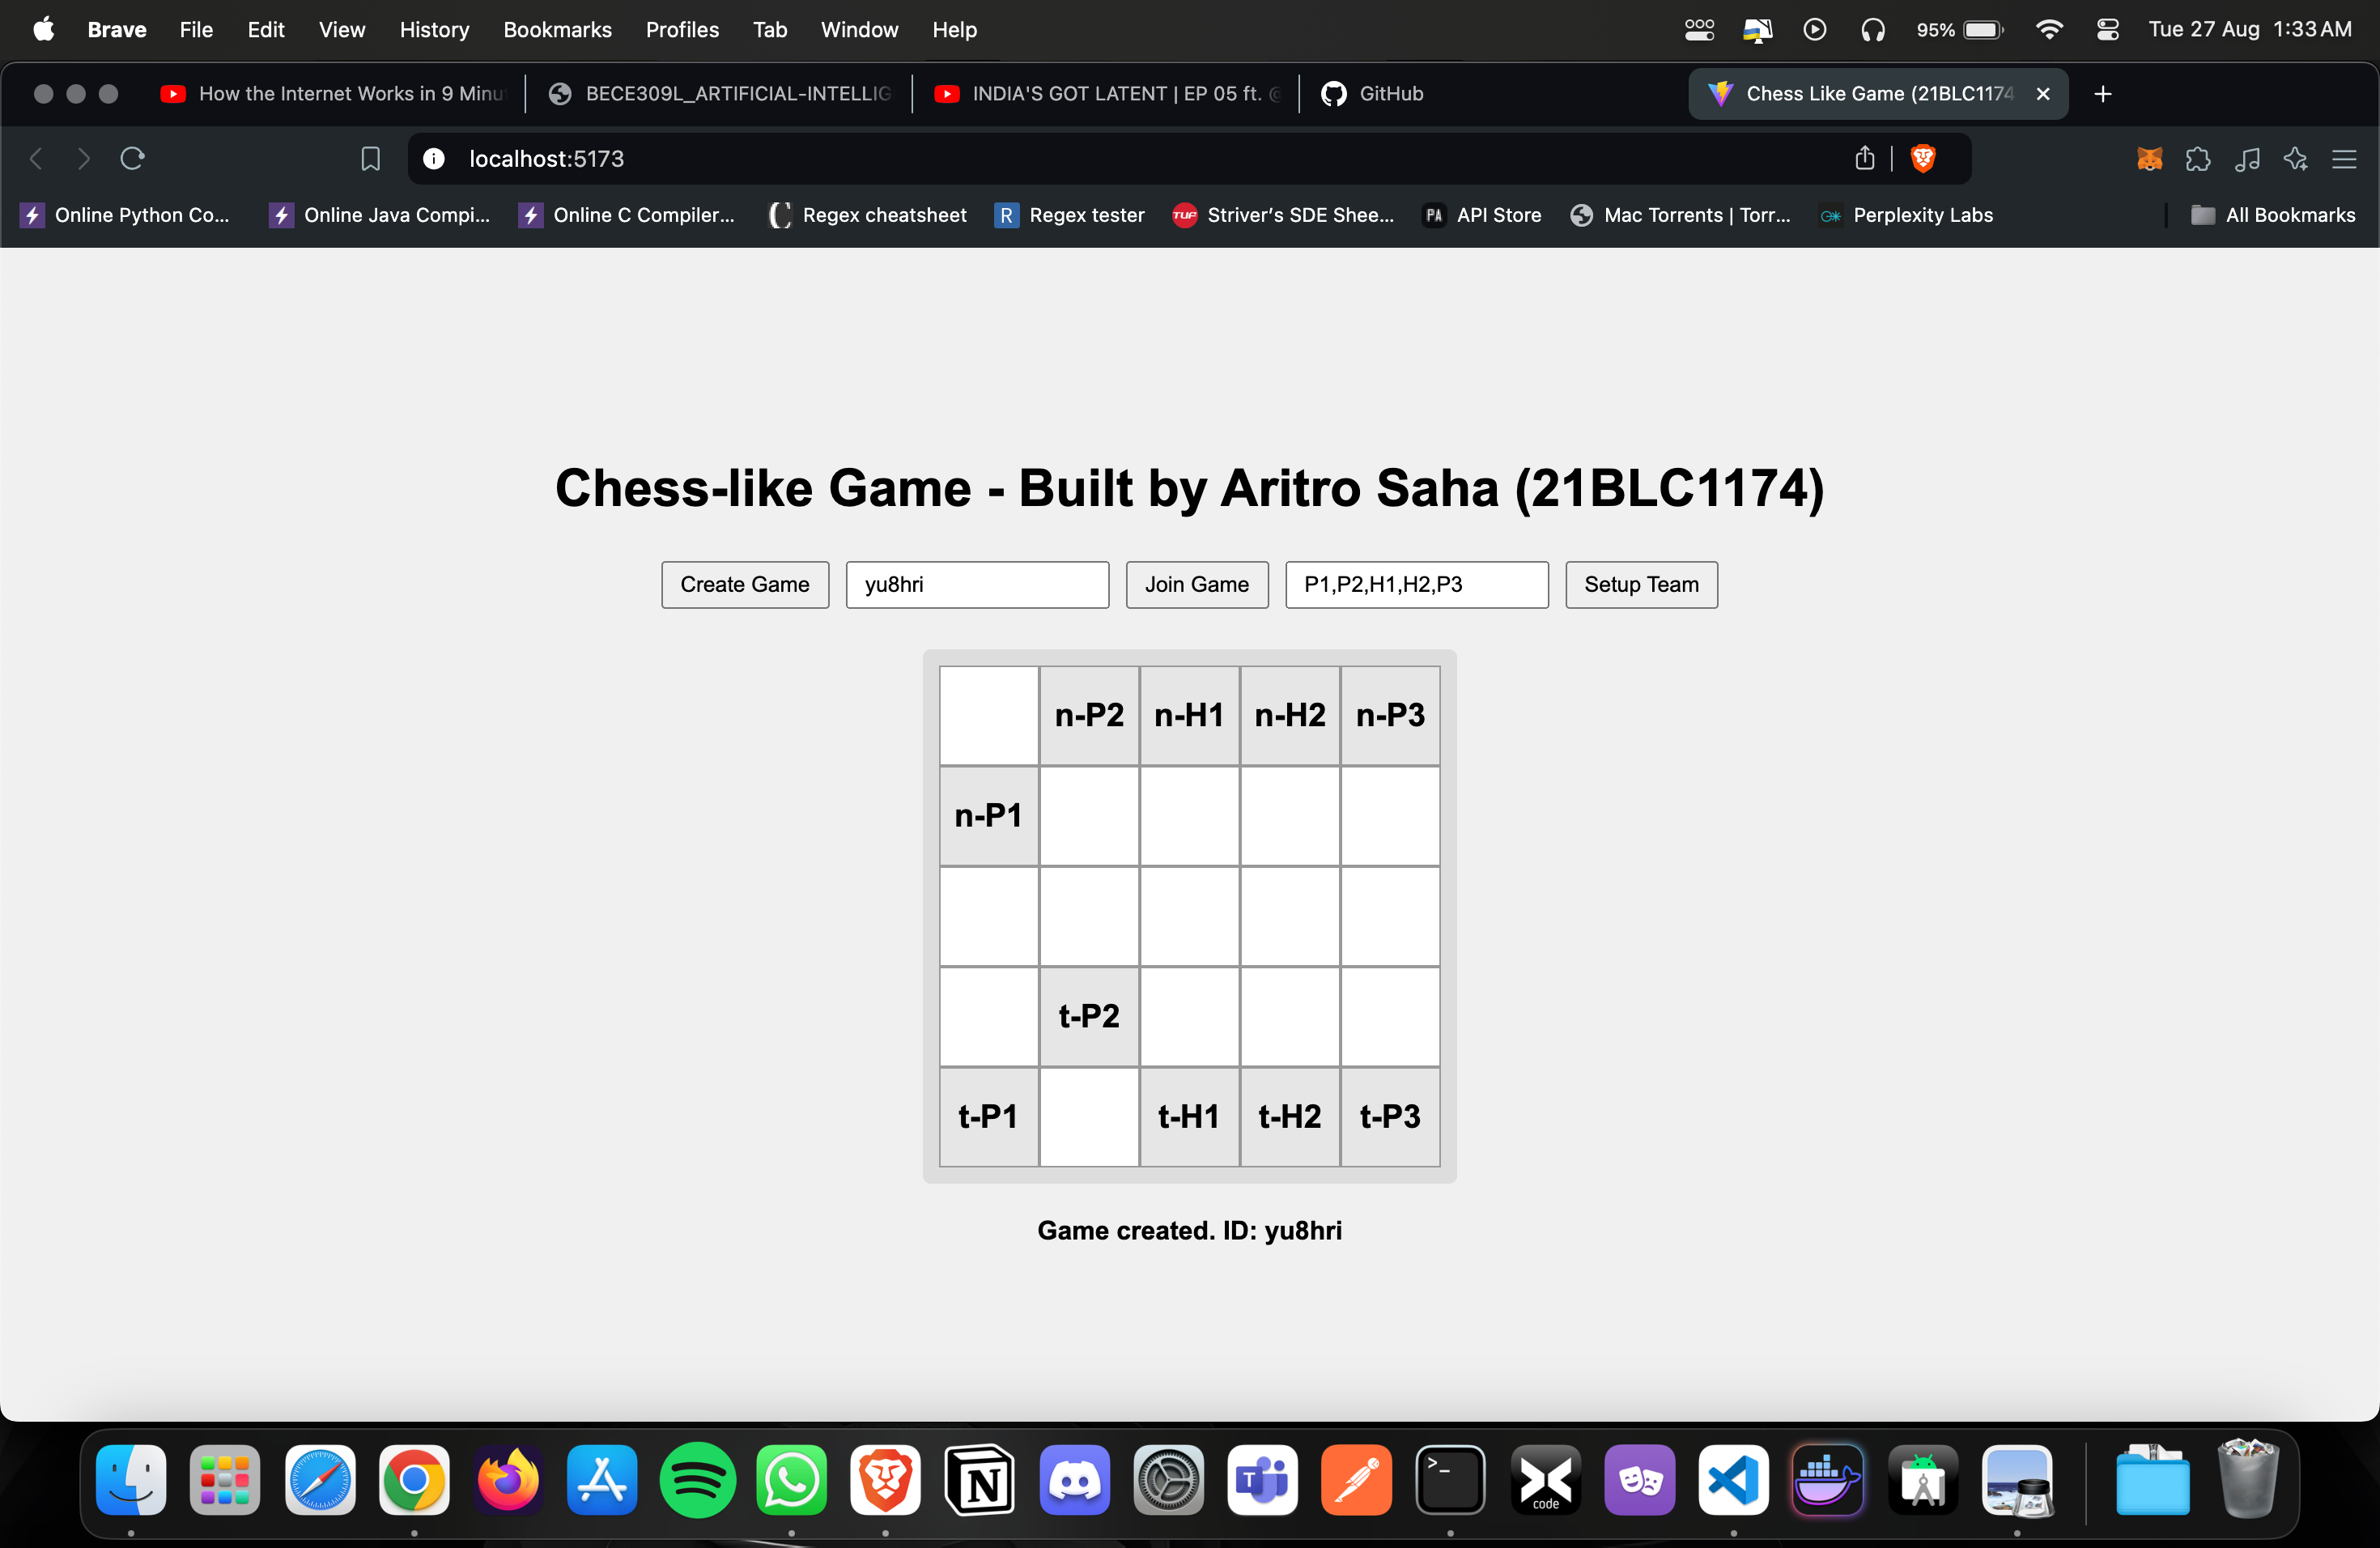 Brave File Edit View History Bookmarks Profiles Tab Window Help 95% Tue 27 Aug 1:33 AM
How the Internet Works in 9 Minu BECE309L_ARTIFICIAL-INTELLIG INDIA'S GOT LATENT | EP 05 ft. @ GitHub Chess Like Game (21BLC1174
localhost:5173
Online Python Co... Online Java Compi... Online C Compiler... Regex cheatsheet R Regex tester TUF Striver's SDE Shee... PA API Store Mac Torrents | Torr... Perplexity Labs All Bookmarks
Chess-like Game - Built by Aritro Saha (21BLC1174)
Create Game yu8hri Join Game P1,P2,H1,H2,P3 Setup Team
n-P2 n-H1 n-H2 n-P3
n-P1
t-P2
t-P1 t-H1 t-H2 t-P3
Game created. ID: yu8hri
N T >_ code